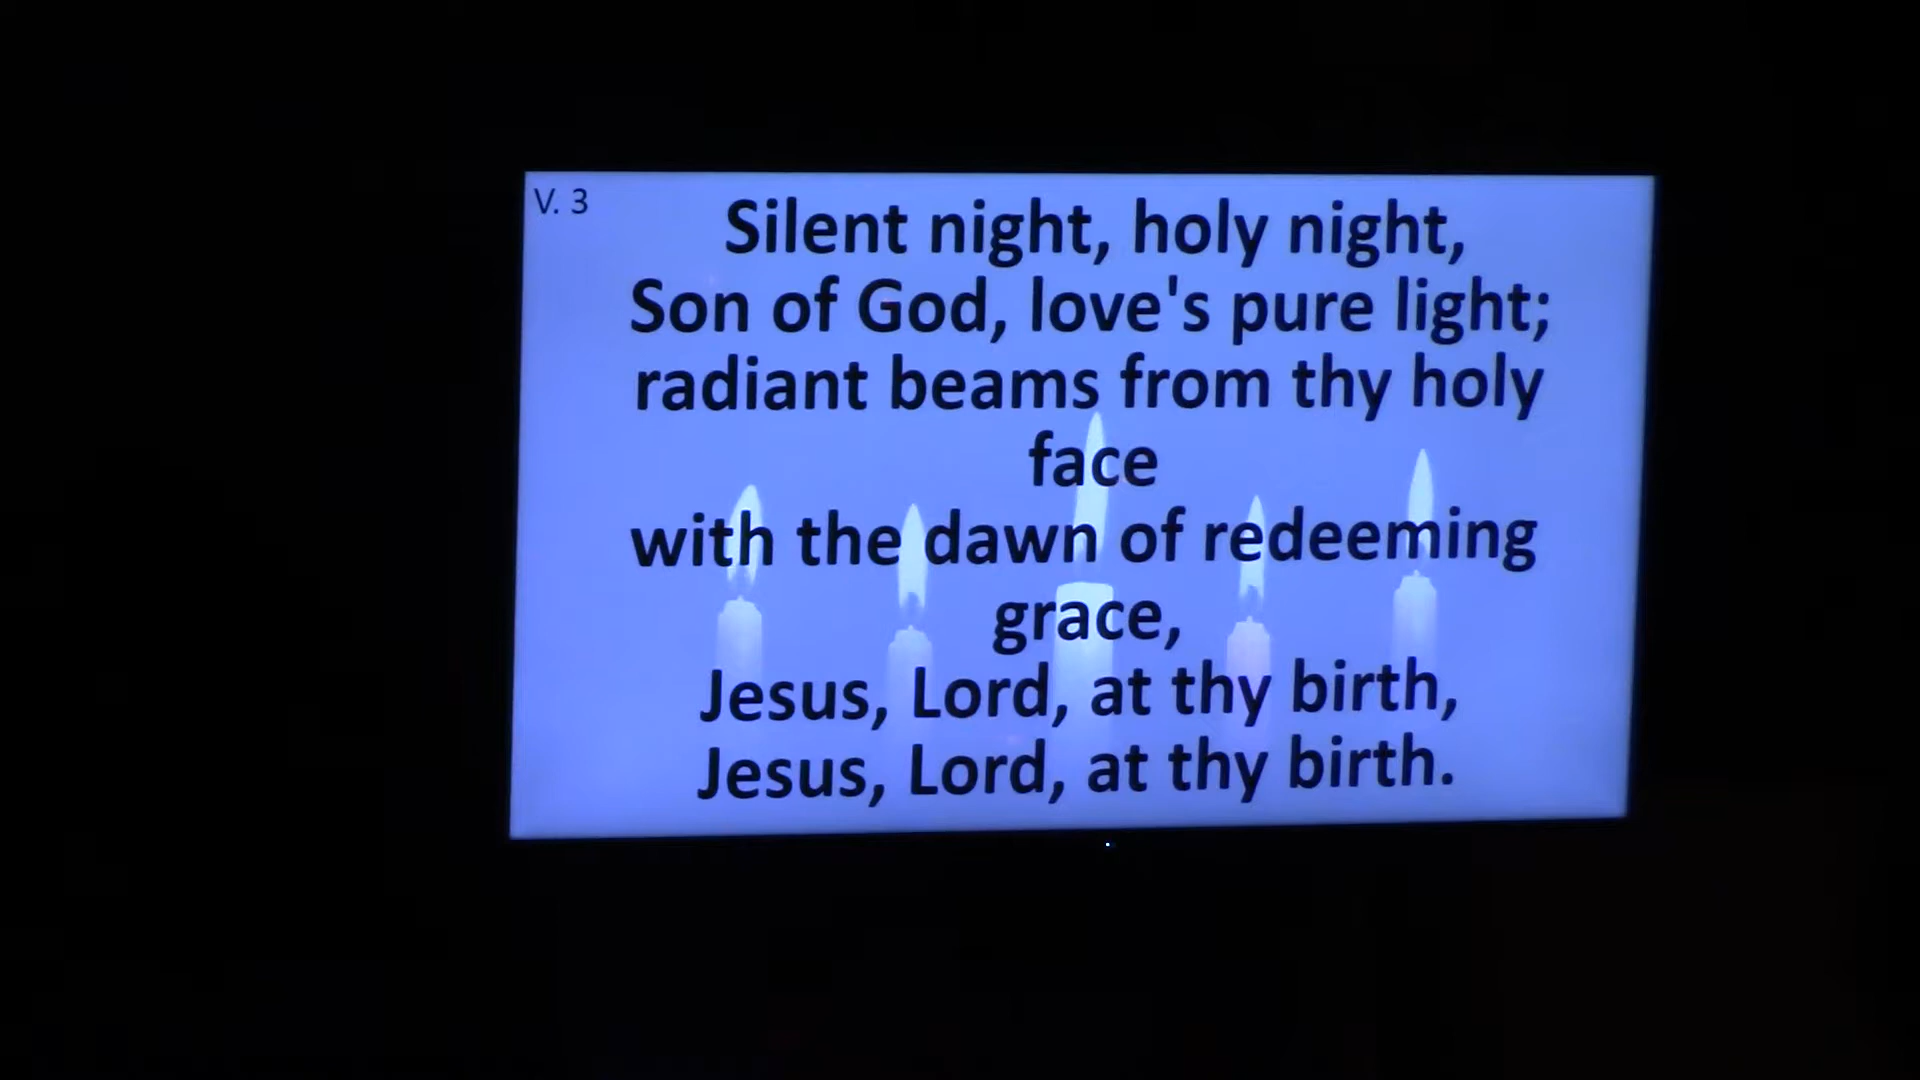 V. 3
Silent night, holy night,
Son of God, love's pure light;
radiant beams from thy holy
face
with the dawn of redeeming
grace,
Jesus, Lord, at thy birth,
Jesus, Lord, at thy birth.